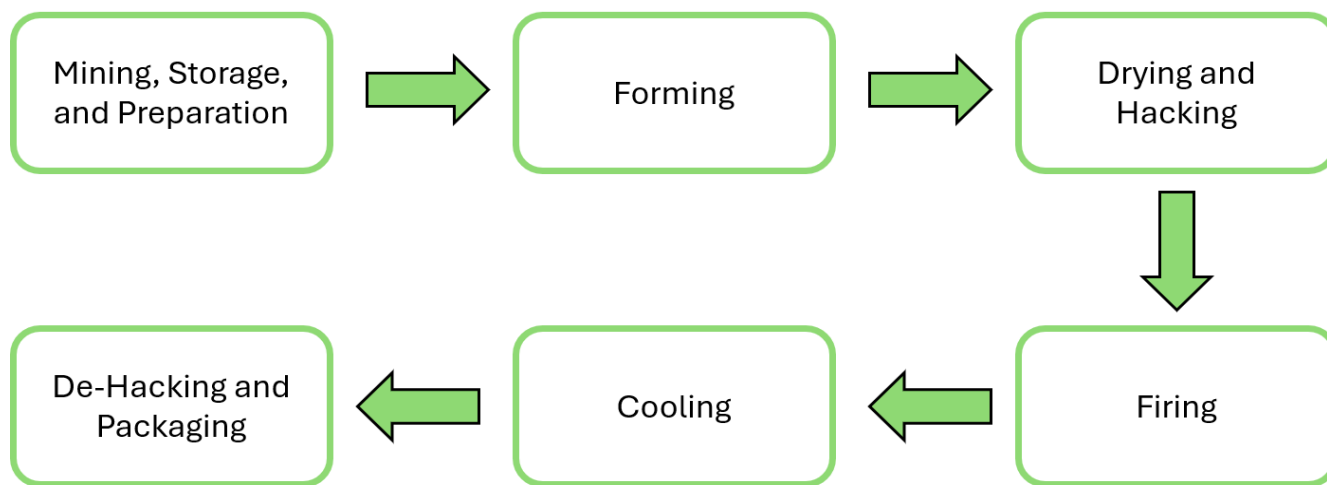 Mining, Storage,
and Preparation
Forming
Drying and
Hacking
Firing
Cooling
De-Hacking and
Packaging